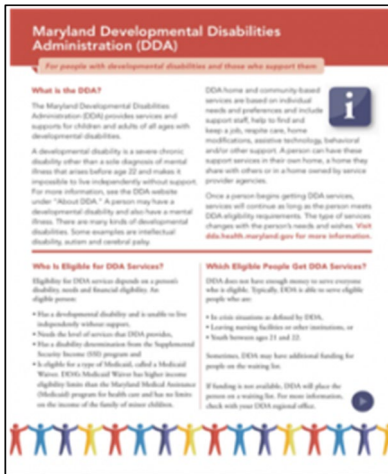 Maryland Developmental Disabilities
Administration (DDA)
For people with developmental disabilities and those who support them
What is the DDA?
The Maryland Developmental Disabilities
Administration (DDA) provides services and
supports for children and adults of all ages with
developmental disabilities.
A developmental disability is a severe chronic
disability other than a sole diagnosis of mental
illness that arises before age 22 and makes it
impossible to live independently without support.
For more information, see the DDA website
under "About DDA." A person may have a
developmental disability and also have a mental
illness. There are many kinds of developmental
disabilities. Some examples are intellectual
disability, autism and cerebral palsy.
DDA home and community-based
services are based on individual
needs and preferences and include
support staff, help to find and
keep a job, respite care, home
modifications, assistive technology, behavioral
and/or other support. A person can have these
support services in their own home, a home they
share with others or in a home owned by service
provider agencies.
Once a person begins getting DDA services,
services will continue as long as the person meets
DDA eligibility requirements. The type of services
changes with the person's needs and wishes. Visit
dda.health.maryland.gov for more information.
i
Who Is Eligible for DDA Services?
Eligibility for DDA services depends on a person's
disability, needs and financial eligibility. An
eligible person:
• Has a developmental disability and is unable to live
independently without support,
• Needs the level of services that DDA provides,
• Has a disability determination from the Supplemental
Security Income (SSI) program and
• Is eligible for a type of Medicaid, called a Medicaid
Waiver. DDA's Medicaid Waiver has higher income
eligibility limits than the Maryland Medical Assistance
(Medicaid) program for health care and has no limits
on the income of the family of minor children.
Which Eligible People Get DDA Services?
DDA does not have enough money to serve everyone
who is eligible. Typically, DDA is able to serve eligible
people who are:
• In crisis situations as defined by DDA,
• Leaving nursing facilities or other institutions, or
• Youth between ages 21 and 22.
Sometimes, DDA may have additional funding for
people on the waiting list.
If funding is not available, DDA will place the
person on a waiting list. For more information,
check with your DDA regional office.